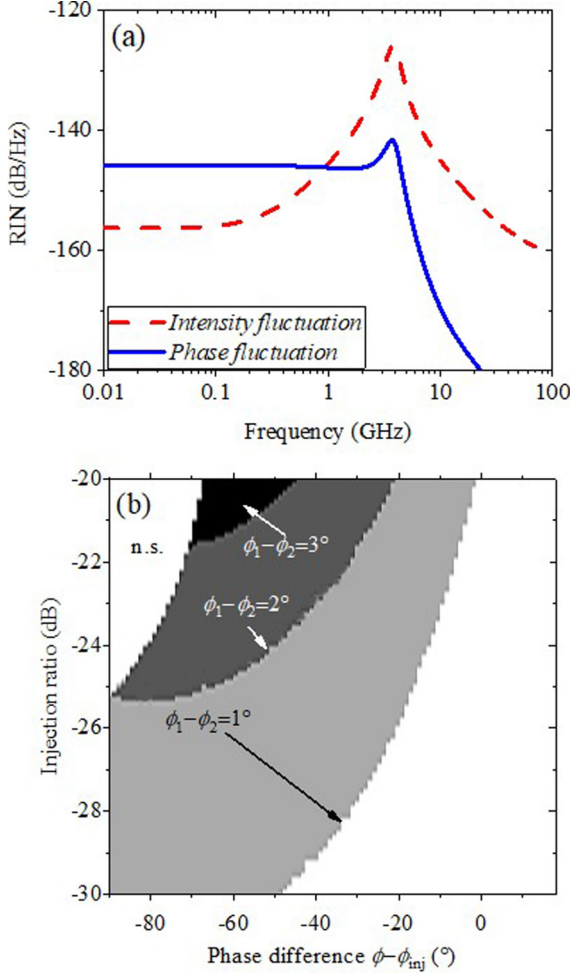 -120
(a)
-140
RIN (dB/Hz)
-160
Intensity fluctuation
Phase fluctuation
-180
0.01 0.1 1 10 100
Frequency (GHz)
-20
(b)
n.s.
ϕ₁−ϕ₂=3°
-22
ϕ₁−ϕ₂=2°
-24
Injection ratio (dB)
ϕ₁−ϕ₂=1°
-26
-28
-30
-80 -60 -40 -20 0
Phase difference ϕ−ϕinj (°)